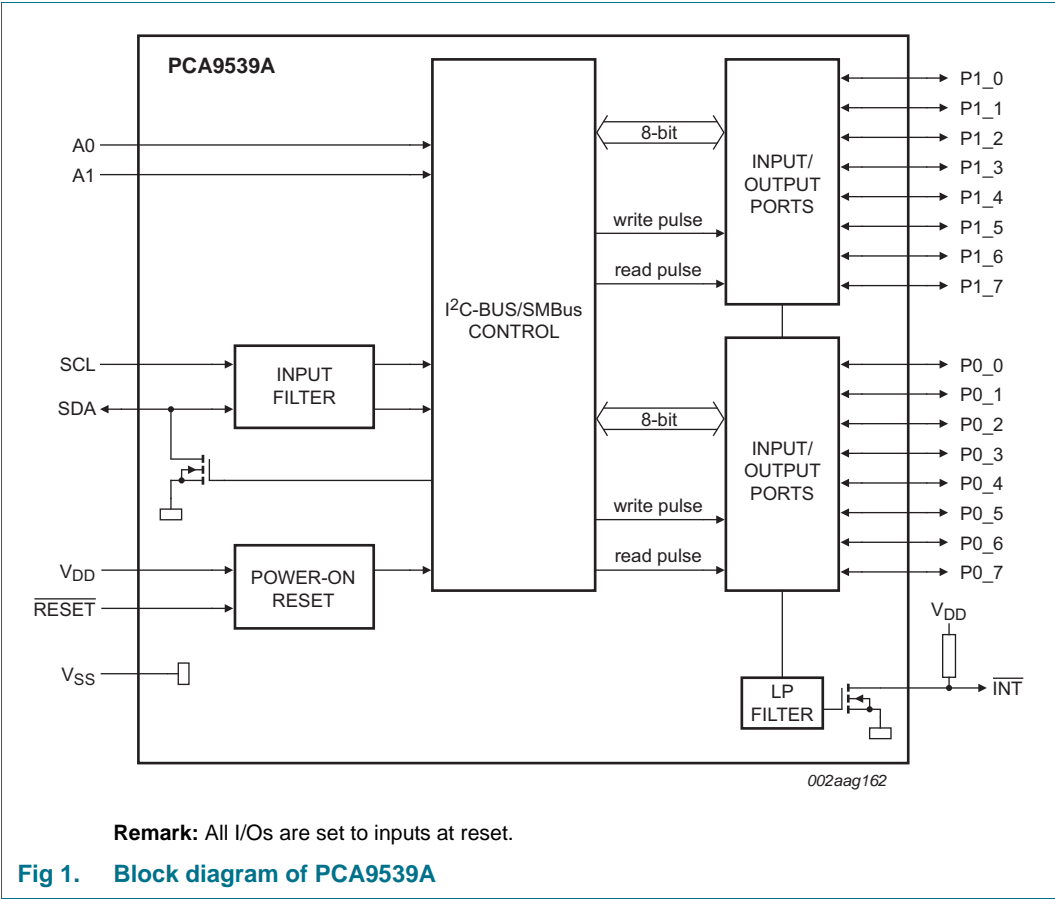 PCA9539A
A0
A1
SCL
SDA
VDD
RESET
VSS
INPUT
FILTER
POWER-ON
RESET
I2C-BUS/SMBus
CONTROL
8-bit
write pulse
read pulse
8-bit
write pulse
read pulse
INPUT/
OUTPUT
PORTS
INPUT/
OUTPUT
PORTS
LP
FILTER
P1_0
P1_1
P1_2
P1_3
P1_4
P1_5
P1_6
P1_7
P0_0
P0_1
P0_2
P0_3
P0_4
P0_5
P0_6
P0_7
VDD
INT
002aag162
Remark: All I/Os are set to inputs at reset.
Fig 1. Block diagram of PCA9539A